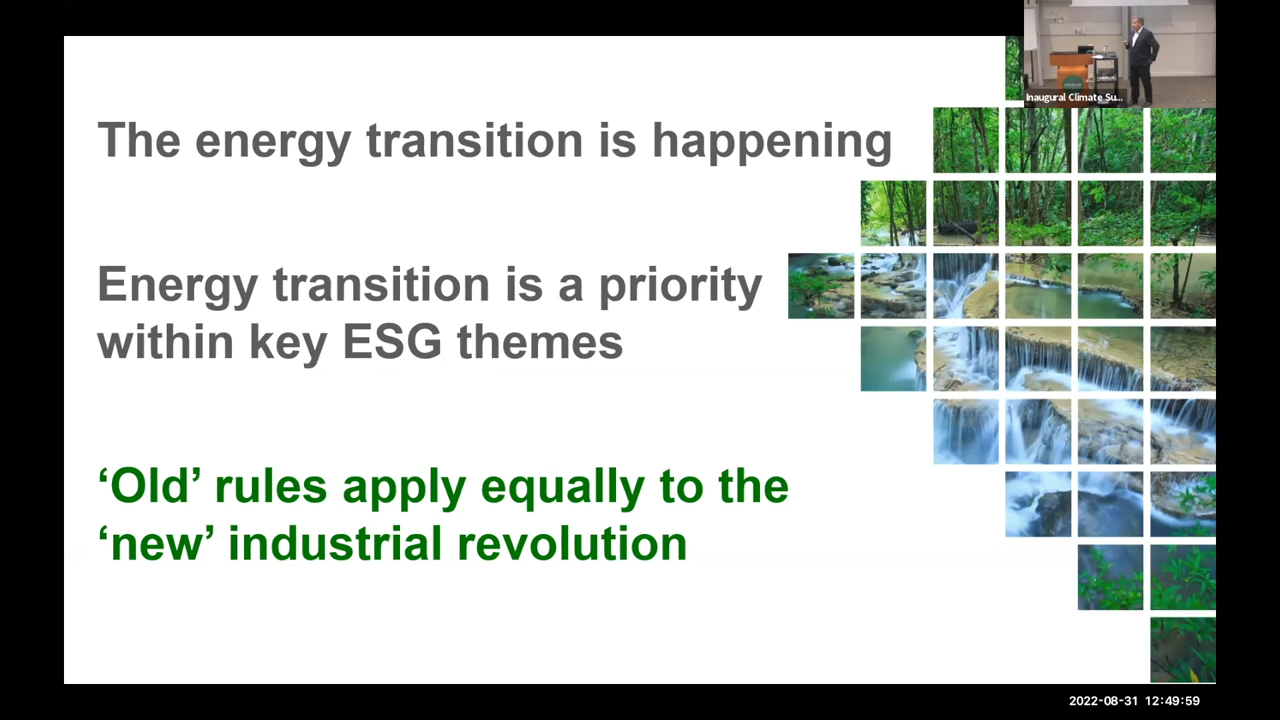 Inaugural Climate Su...
The energy transition is happening
Energy transition is a priority
within key ESG themes
‘Old’ rules apply equally to the
‘new’ industrial revolution
2022-08-31 12:49:59